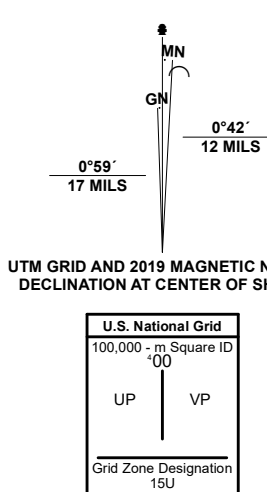 MN
GN
0°42´
12 MILS
0°59´
17 MILS
UTM GRID AND 2019 MAGNETIC N
DECLINATION AT CENTER OF SH
U.S. National Grid
100,000 - m Square ID
⁴00
UP VP
Grid Zone Designation
15U